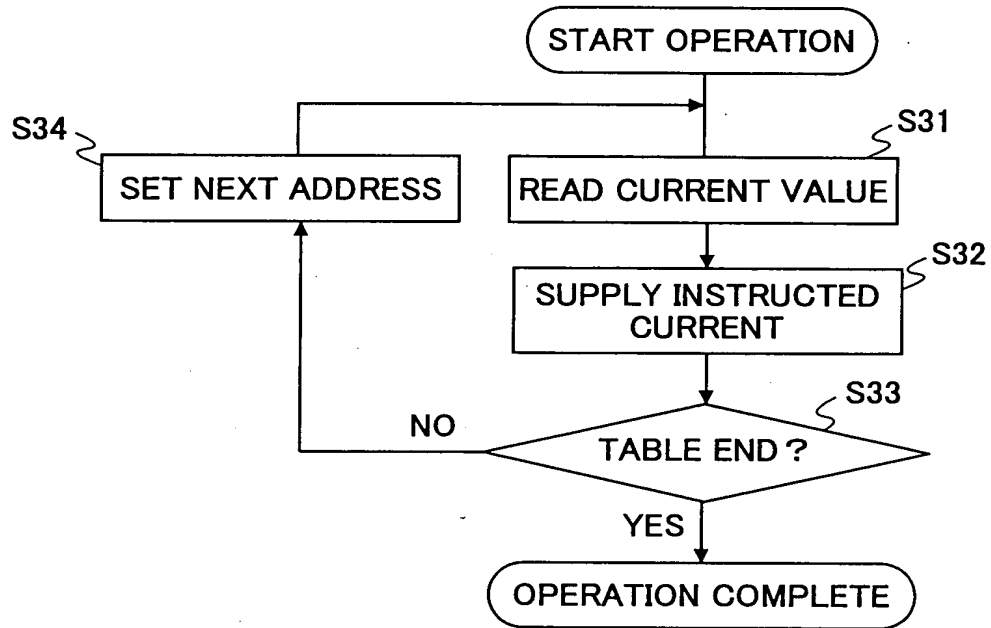 START OPERATION
S34
S31
SET NEXT ADDRESS
READ CURRENT VALUE
S32
SUPPLY INSTRUCTED
CURRENT
S33
NO
TABLE END ?
YES
OPERATION COMPLETE